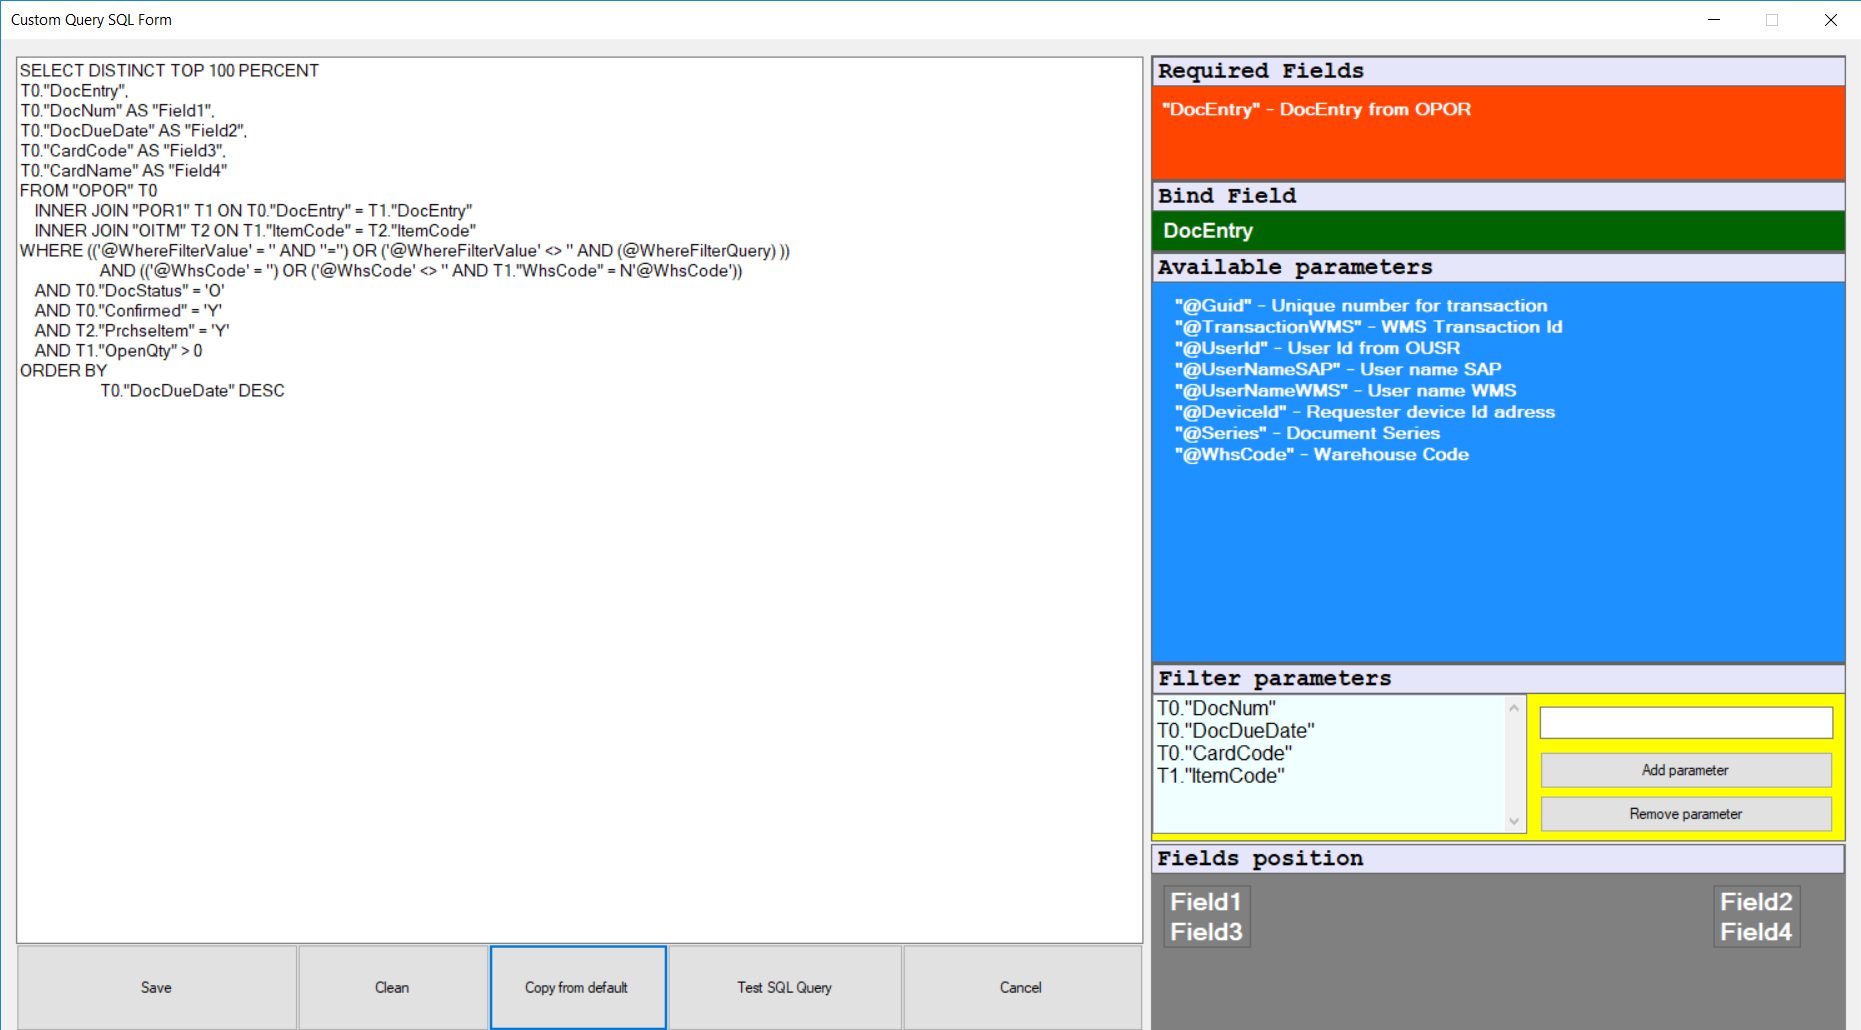 Custom Query SQL Form
SELECT DISTINCT TOP 100 PERCENT
T0."DocEntry",
T0."DocNum" AS "Field1",
T0."DocDueDate" AS "Field2",
T0."CardCode" AS "Field3",
T0."CardName" AS "Field4"
FROM "OPOR" T0
INNER JOIN "POR1" T1 ON T0."DocEntry" = T1."DocEntry"
INNER JOIN "OITM" T2 ON T1."ItemCode" = T2."ItemCode"
WHERE (('@WhereFilterValue' = '' AND ''='') OR ('@WhereFilterValue' <> '' AND (@WhereFilterQuery) ))
AND (('@WhsCode' = '') OR ('@WhsCode' <> '' AND T1."WhsCode" = N'@WhsCode'))
AND T0."DocStatus" = 'O'
AND T0."Confirmed" = 'Y'
AND T2."PrchseItem" = 'Y'
AND T1."OpenQty" > 0
ORDER BY
T0."DocDueDate" DESC
Save
Clean
Copy from default
Test SQL Query
Cancel
Required Fields
"DocEntry" - DocEntry from OPOR
Bind Field
DocEntry
Available parameters
"@Guid" - Unique number for transaction
"@TransactionWMS" - WMS Transaction Id
"@UserId" - User Id from OUSR
"@UserNameSAP" - User name SAP
"@UserNameWMS" - User name WMS
"@DeviceId" - Requester device Id adress
"@Series" - Document Series
"@WhsCode" - Warehouse Code
Filter parameters
T0."DocNum"
T0."DocDueDate"
T0."CardCode"
T1."ItemCode"
Add parameter
Remove parameter
Fields position
Field1 Field2
Field3 Field4